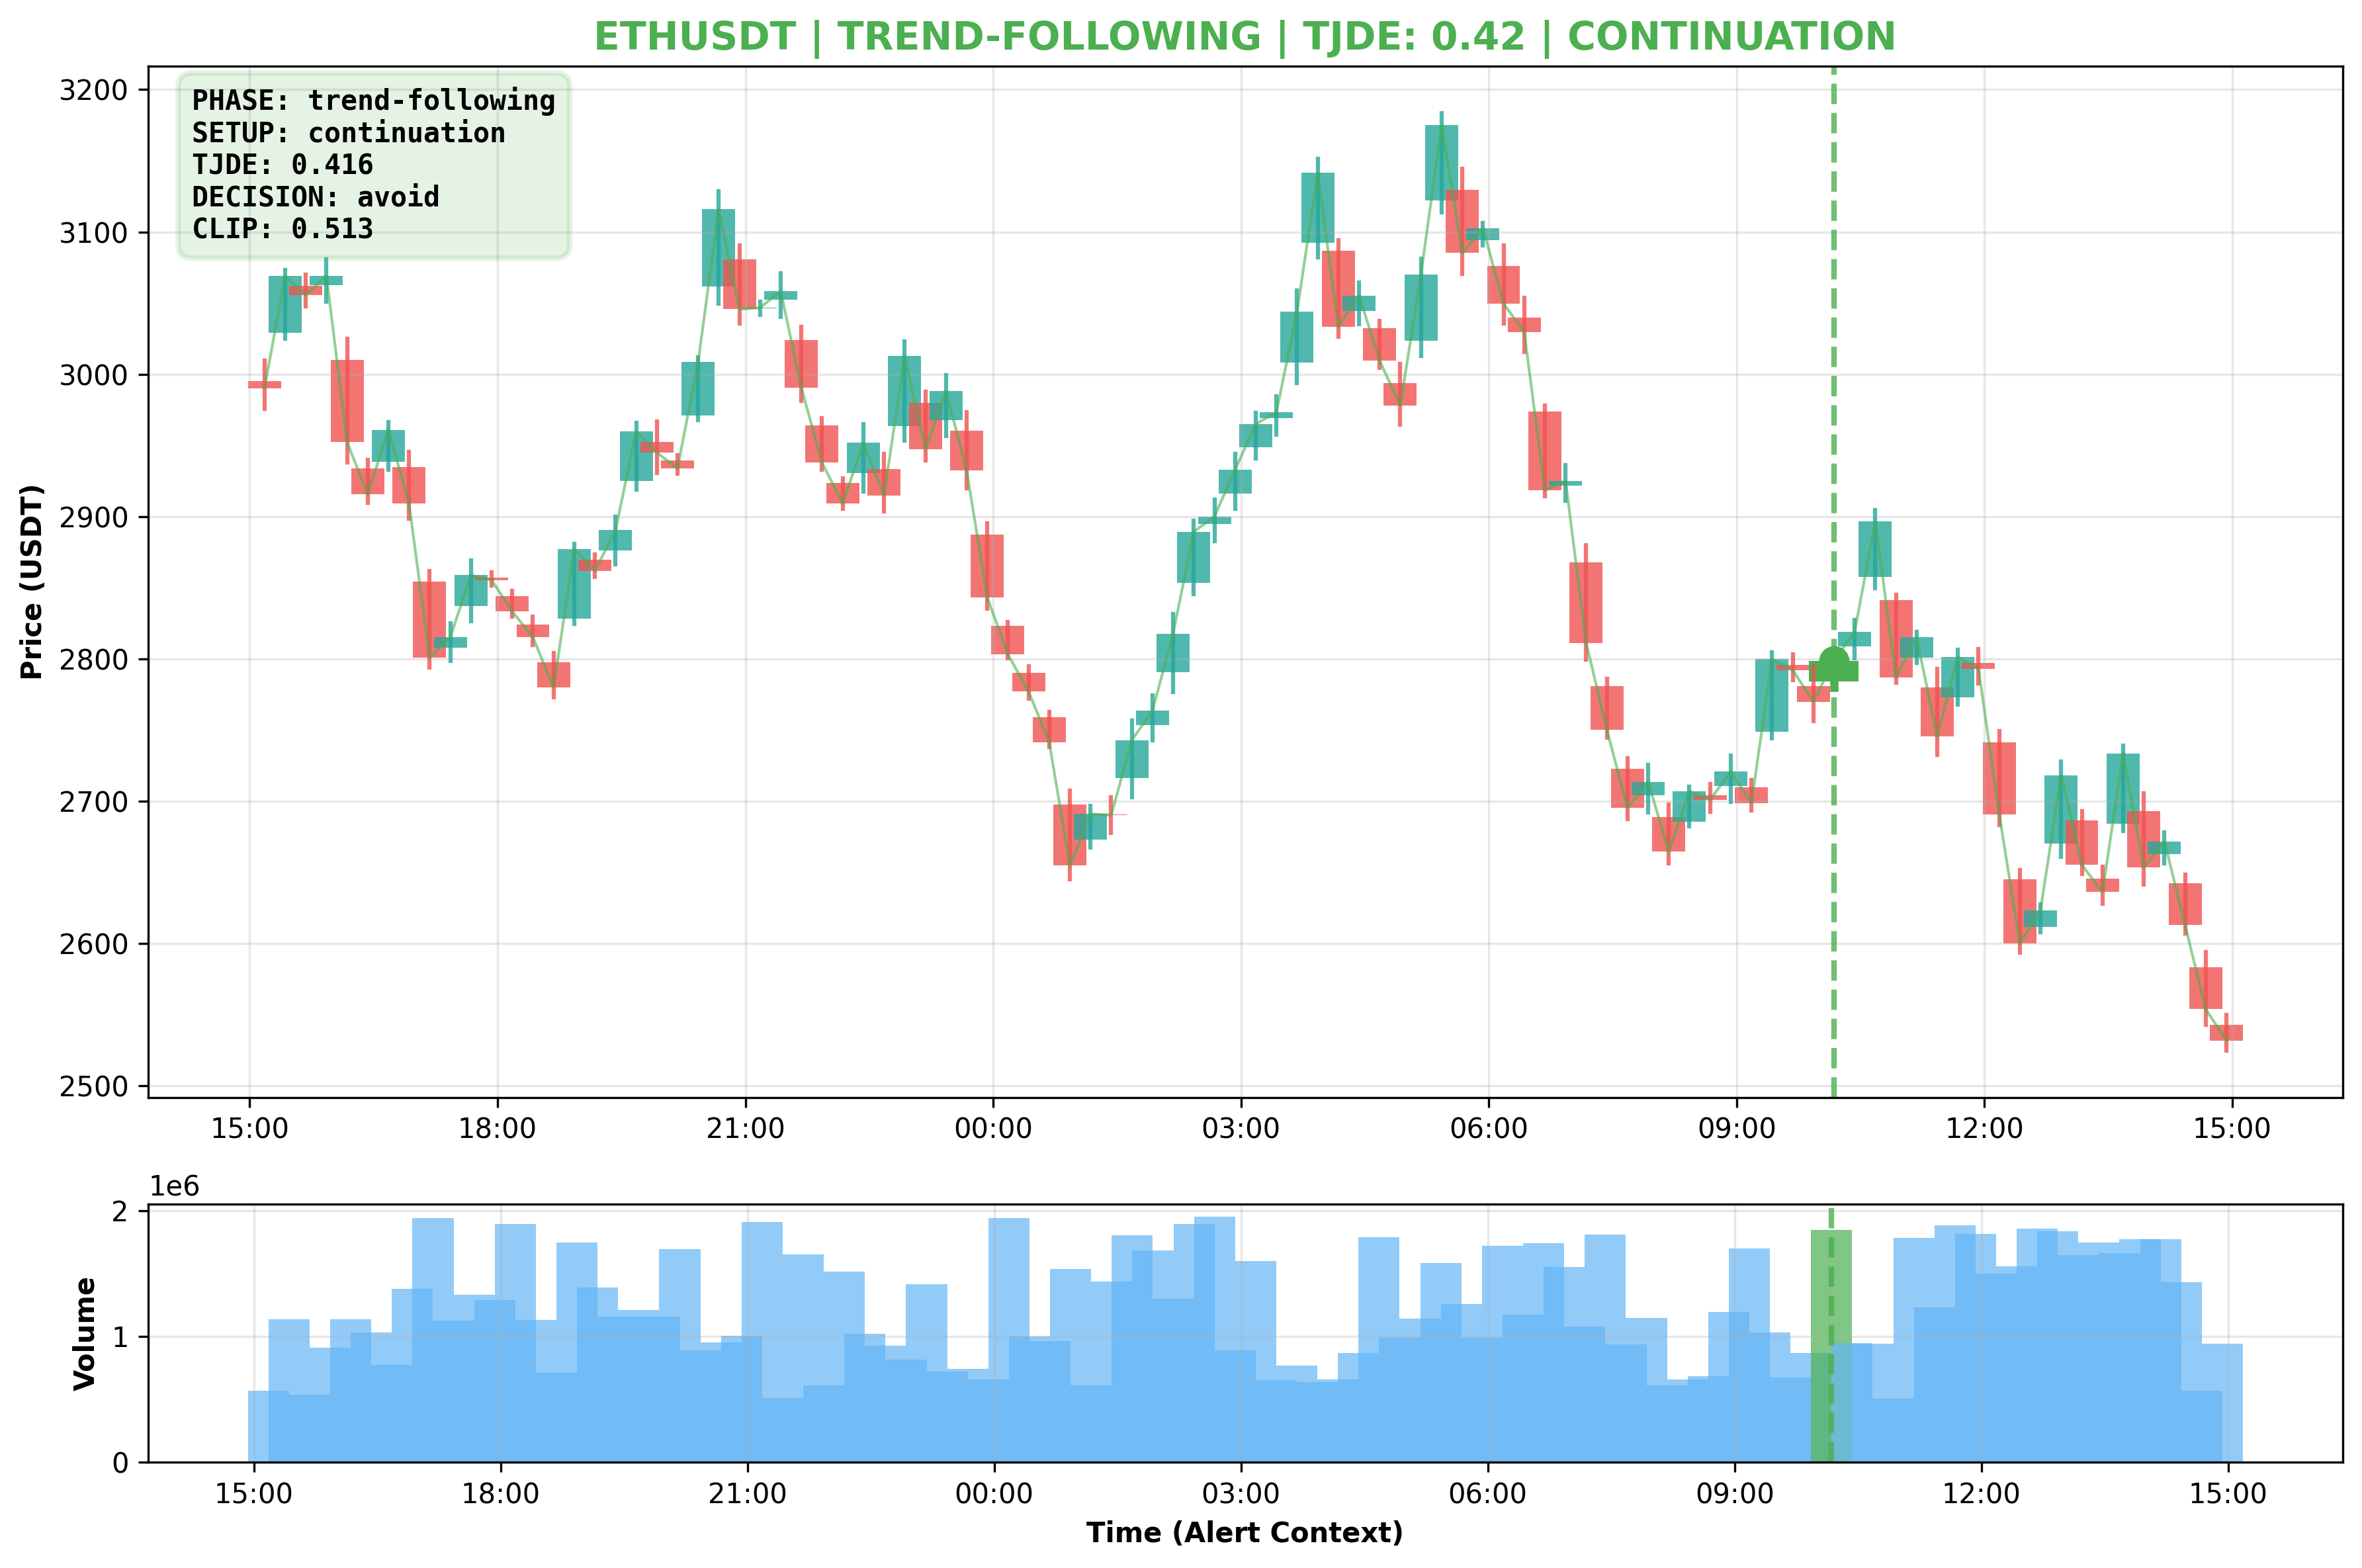 ETHUSDT | TREND-FOLLOWING | TJDE: 0.42 | CONTINUATION
PHASE: trend-following
SETUP: continuation
TJDE: 0.416
DECISION: avoid
CLIP: 0.513
Price (USDT)
3200
3100
3000
2900
2800
2700
2600
2500
15:00 18:00 21:00 00:00 03:00 06:00 09:00 12:00 15:00
1e6
Volume
2
1
0
15:00 18:00 21:00 00:00 03:00 06:00 09:00 12:00 15:00
Time (Alert Context)